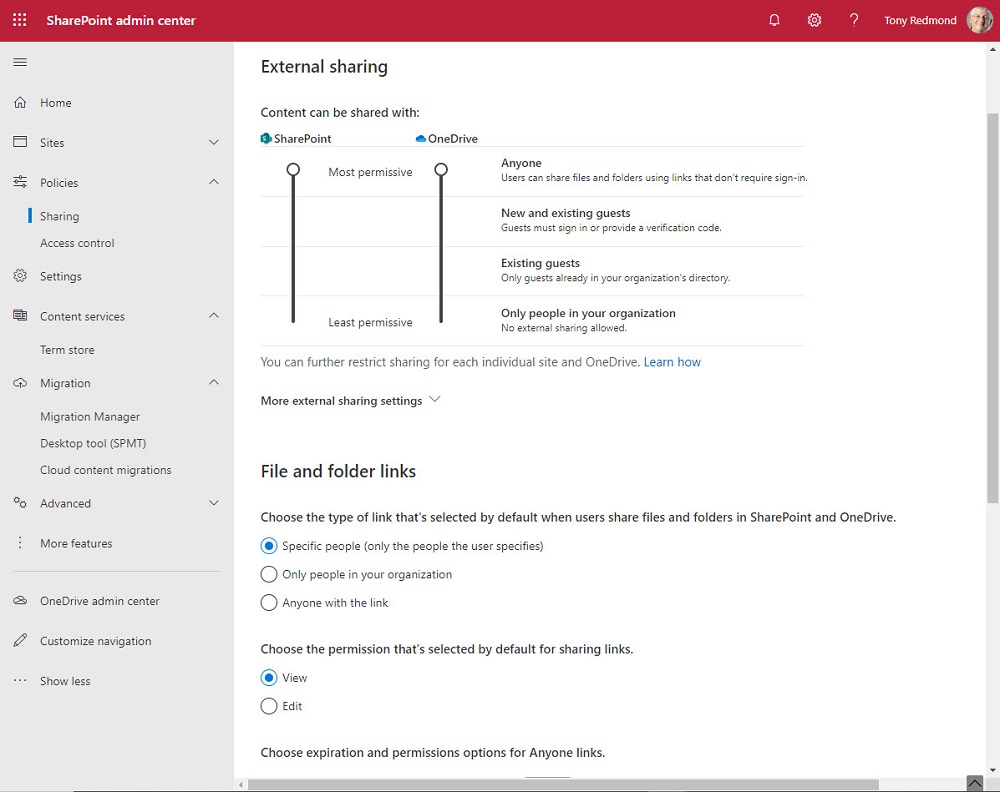 SharePoint admin center
Tony Redmond
Home
Sites
Policies
Sharing
Access control
Settings
Content services
Term store
Migration
Migration Manager
Desktop tool (SPMT)
Cloud content migrations
Advanced
More features
OneDrive admin center
Customize navigation
Show less
External sharing
Content can be shared with:
SharePoint
OneDrive
Most permissive
Anyone
Users can share files and folders using links that don't require sign-in.
New and existing guests
Guests must sign in or provide a verification code.
Existing guests
Only guests already in your organization's directory.
Least permissive
Only people in your organization
No external sharing allowed.
You can further restrict sharing for each individual site and OneDrive. Learn how
More external sharing settings
File and folder links
Choose the type of link that's selected by default when users share files and folders in SharePoint and OneDrive.
Specific people (only the people the user specifies)
Only people in your organization
Anyone with the link
Choose the permission that's selected by default for sharing links.
View
Edit
Choose expiration and permissions options for Anyone links.